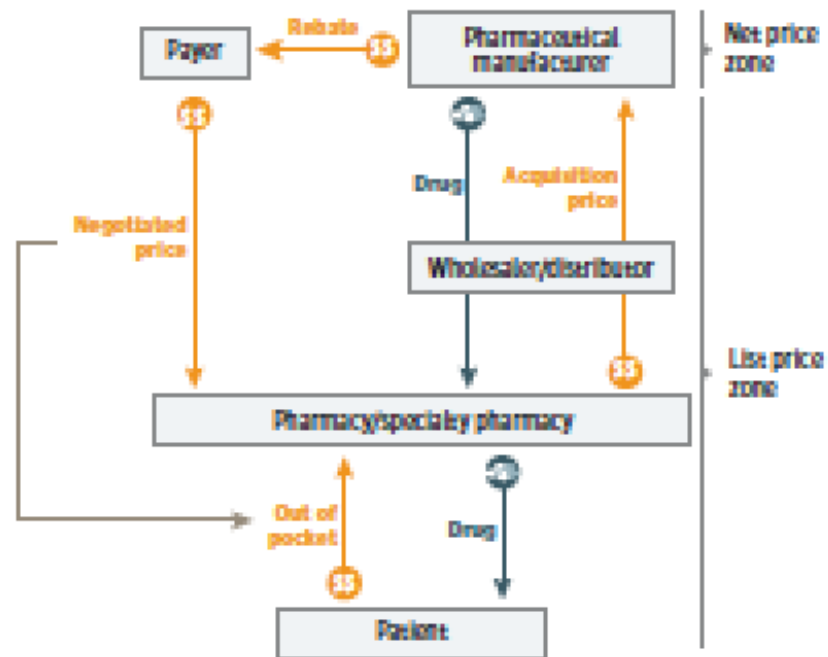 Rebate
Payer
$$
Pharmaceutical
manufacturer
Net price
zone
$$
Drug
Acquisition
price
Negotiated
price
Wholesaler/distributor
$$
List price
zone
Pharmacy/specialty pharmacy
Out of
pocket
Drug
$$
Patient